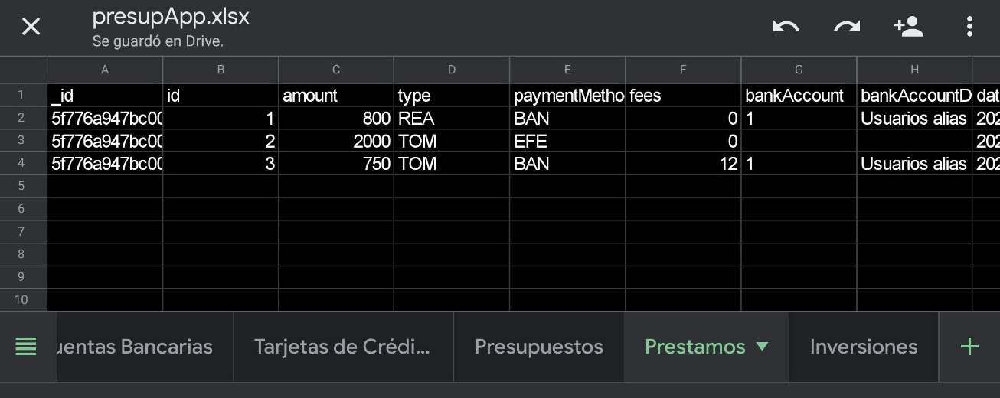 presupApp.xlsx
Se guardó en Drive.
A B C D E F G H
1 _id id amount type paymentMetho fees bankAccount bankAccountD dat
2 5f776a947bc00 1 800 REA BAN 0 1 Usuarios alias 202
3 5f776a947bc00 2 2000 TOM EFE 0 202
4 5f776a947bc00 3 750 TOM BAN 12 1 Usuarios alias 202
5
6
7
8
9
10
uentas Bancarias Tarjetas de Crédi... Presupuestos Prestamos Inversiones